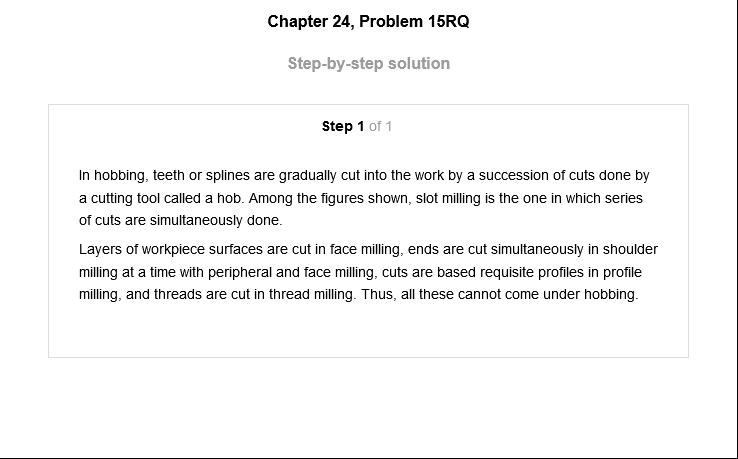 Chapter 24, Problem 15RQ
Step-by-step solution
Step 1 of 1
In hobbing, teeth or splines are gradually cut into the work by a succession of cuts done by
a cutting tool called a hob. Among the figures shown, slot milling is the one in which series
of cuts are simultaneously done.
Layers of workpiece surfaces are cut in face milling, ends are cut simultaneously in shoulder
milling at a time with peripheral and face milling, cuts are based requisite profiles in profile
milling, and threads are cut in thread milling. Thus, all these cannot come under hobbing.